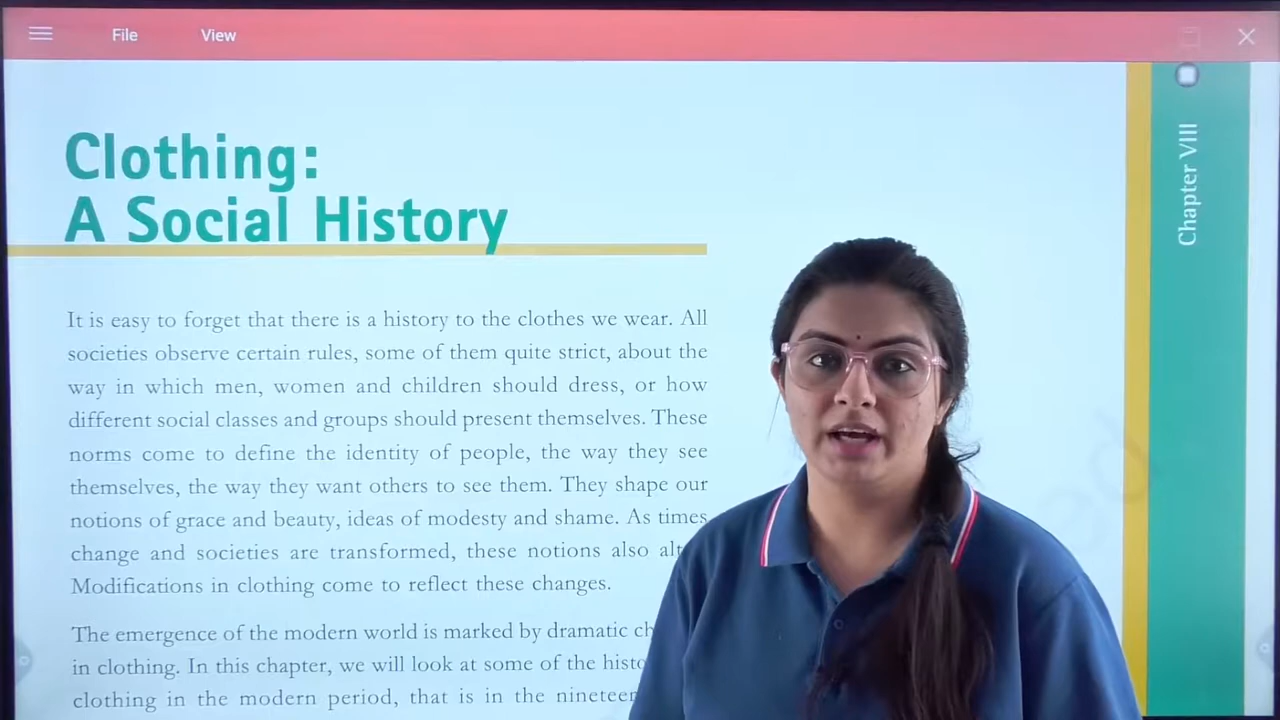 File
View
Clothing:
A Social History
Chapter VIII
It is easy to forget that there is a history to the clothes we wear. All
societies observe certain rules, some of them quite strict, about the
way in which men, women and children should dress, or how
different social classes and groups should present themselves. These
norms come to define the identity of people, the way they see
themselves, the way they want others to see them. They shape our
notions of grace and beauty, ideas of modesty and shame. As times
change and societies are transformed, these notions also
Modifications in clothing come to reflect these changes.
The emergence of the modern world is marked by dramatic
in clothing. In this chapter, we will look at some of the
clothing in the modern period, that is in the